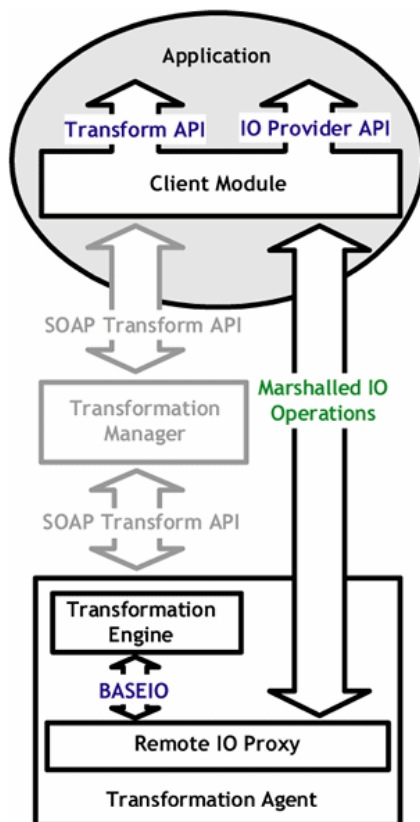 Application
Transform API
IO Provider API
Client Module
SOAP Transform API
Marshalled IO
Operations
Transformation
Manager
SOAP Transform API
Transformation
Engine
BASEIO
Remote IO Proxy
Transformation Agent